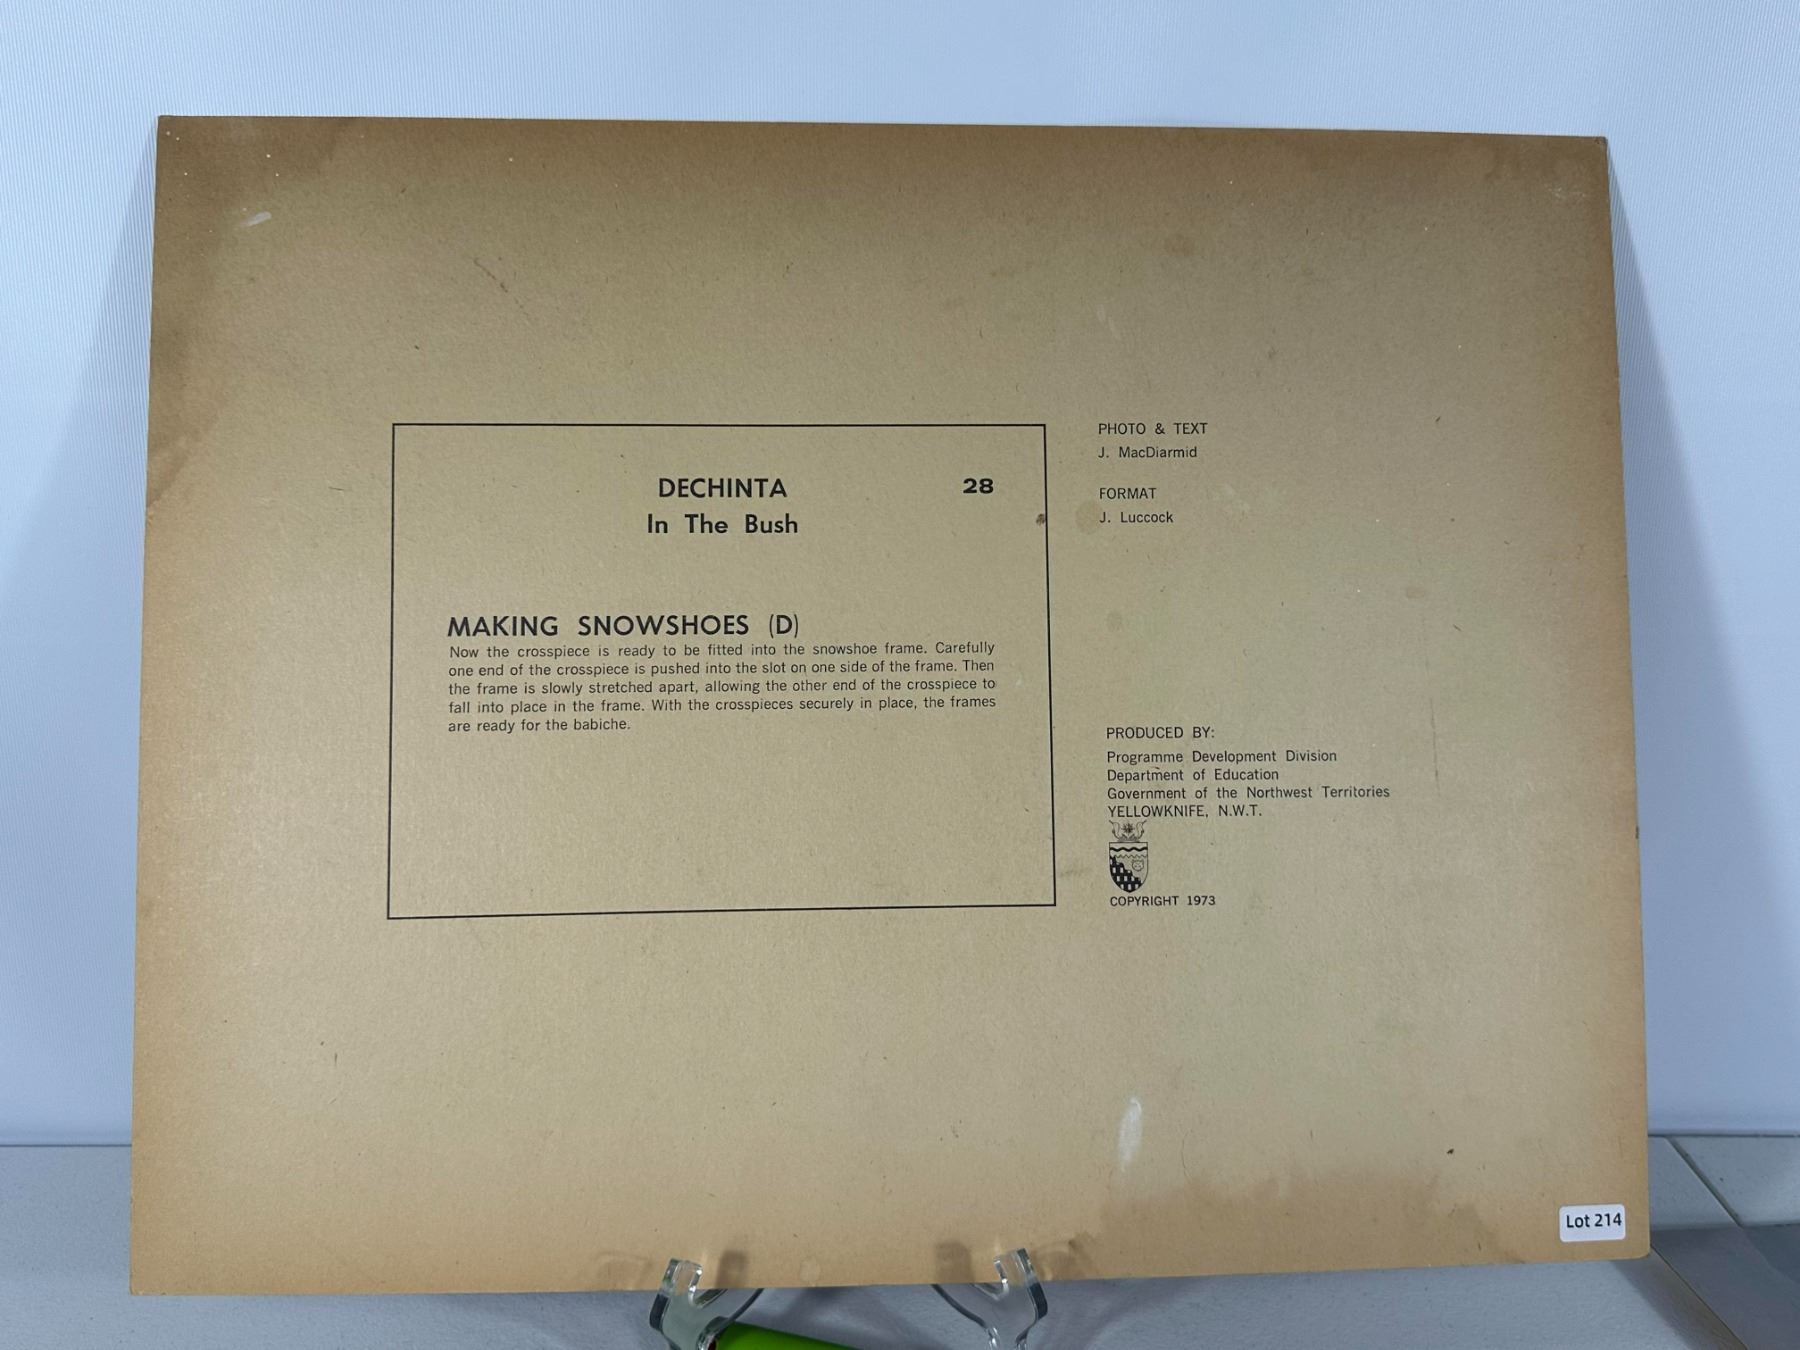 DECHINTA 28
In The Bush
MAKING SNOWSHOES (D)
Now the crosspiece is ready to be fitted into the snowshoe frame. Carefully
one end of the crosspiece is pushed into the slot on one side of the frame. Then
the frame is slowly stretched apart, allowing the other end of the crosspiece to
fall into place in the frame. With the crosspieces securely in place, the frames
are ready for the babiche.
PHOTO & TEXT
J. MacDiarmid
FORMAT
J. Luccock
PRODUCED BY:
Programme Development Division
Department of Education
Government of the Northwest Territories
YELLOWKNIFE, N.W.T.
COPYRIGHT 1973
Lot 214